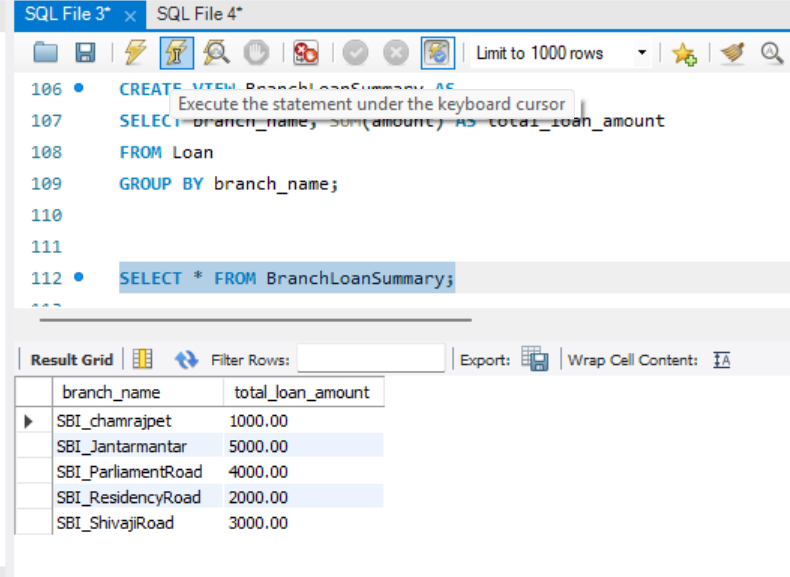 SQL File 3* × SQL File 4*
Limit to 1000 rows
106 CREATE VIEW BranchLoanSummary AS
Execute the statement under the keyboard cursor
107 SELECT branch_name, SUM(amount) AS total_loan_amount
108 FROM Loan
109 GROUP BY branch_name;
110
111
112 SELECT * FROM BranchLoanSummary;
Result Grid Filter Rows: Export: Wrap Cell Content: IA
branch_name total_loan_amount
SBI_chamrajpet 1000.00
SBI_Jantarmantar 5000.00
SBI_ParliamentRoad 4000.00
SBI_ResidencyRoad 2000.00
SBI_ShivajiRoad 3000.00